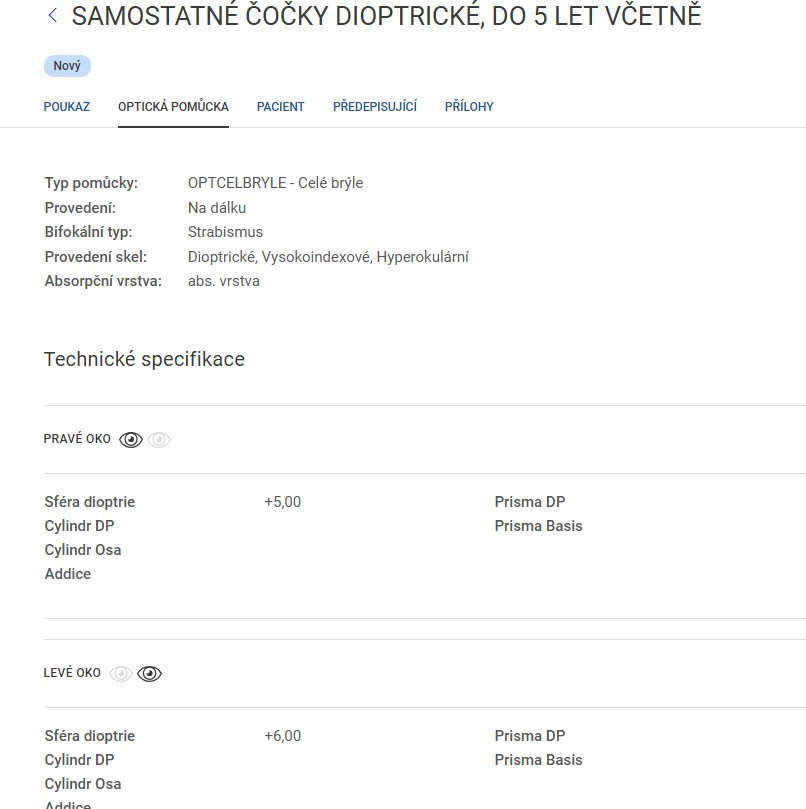 SAMOSTATNÉ ČOČKY DIOPTRICKÉ, DO 5 LET VČETNĚ
Nový
POUKAZ OPTICKÁ POMŮCKA PACIENT PŘEDEPISUJÍCÍ PŘÍLOHY
Typ pomůcky: OPTCELBRYLE - Celé brýle
Provedení: Na dálku
Bifokální typ: Strabismus
Provedení skel: Dioptrické, Vysokoindexové, Hyperokulární
Absorpční vrstva: abs. vrstva
Technické specifikace
PRAVÉ OKO
Sféra dioptrie +5,00 Prisma DP
Cylindr DP Prisma Basis
Cylindr Osa
Addice
LEVÉ OKO
Sféra dioptrie +6,00 Prisma DP
Cylindr DP Prisma Basis
Cylindr Osa
Addice